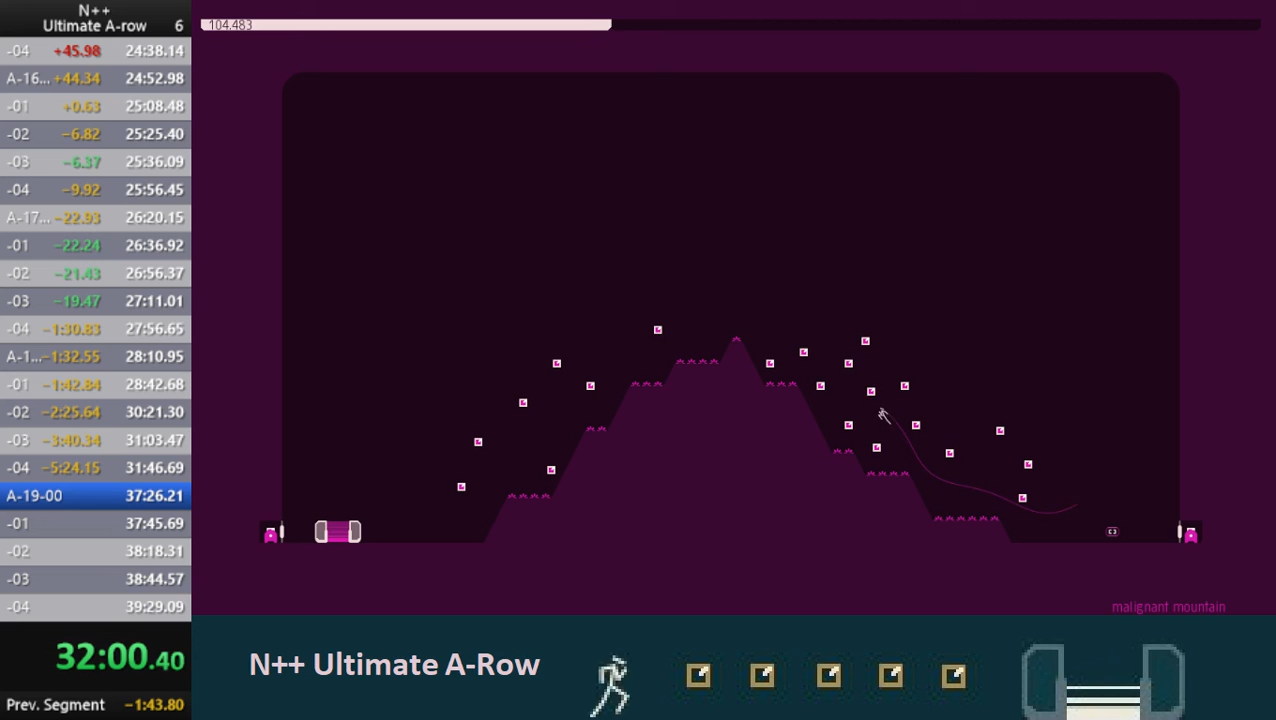 N++
Ultimate A-row 6
-04 +45.98 24:38.14
A-16... +44.34 24:52.98
-01 +0.63 25:08.48
-02 −6.82 25:25.40
-03 −6.37 25:36.09
-04 −9.92 25:56.45
A-17... −22.93 26:20.15
-01 −22.24 26:36.92
-02 −21.43 26:56.37
-03 −19.47 27:11.01
-04 −1:30.83 27:56.65
A-1... −1:32.55 28:10.95
-01 −1:42.84 28:42.68
-02 −2:25.64 30:21.30
-03 −3:40.34 31:03.47
-04 −5:24.15 31:46.69
A-19-00 37:26.21
-01 37:45.69
-02 38:18.31
-03 38:44.57
-04 39:29.09
32:00.40
Prev. Segment −1:43.80
104.483
malignant mountain
N++ Ultimate A-Row